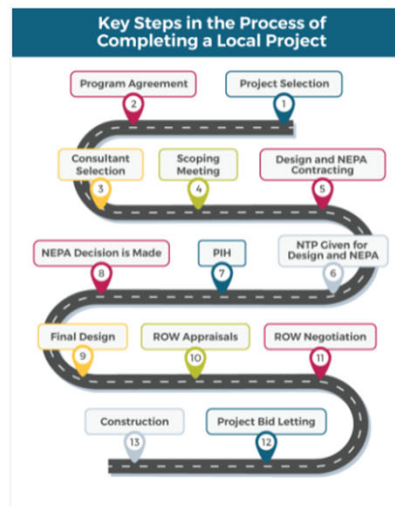 Key Steps in the Process of
Completing a Local Project
Program Agreement
2
Project Selection
1
Consultant
Selection
3
Scoping
Meeting
4
Design and NEPA
Contracting
5
NEPA Decision is Made
8
PIH
7
NTP Given for
Design and NEPA
6
Final Design
9
ROW Appraisals
10
ROW Negotiation
11
Construction
13
Project Bid Letting
12